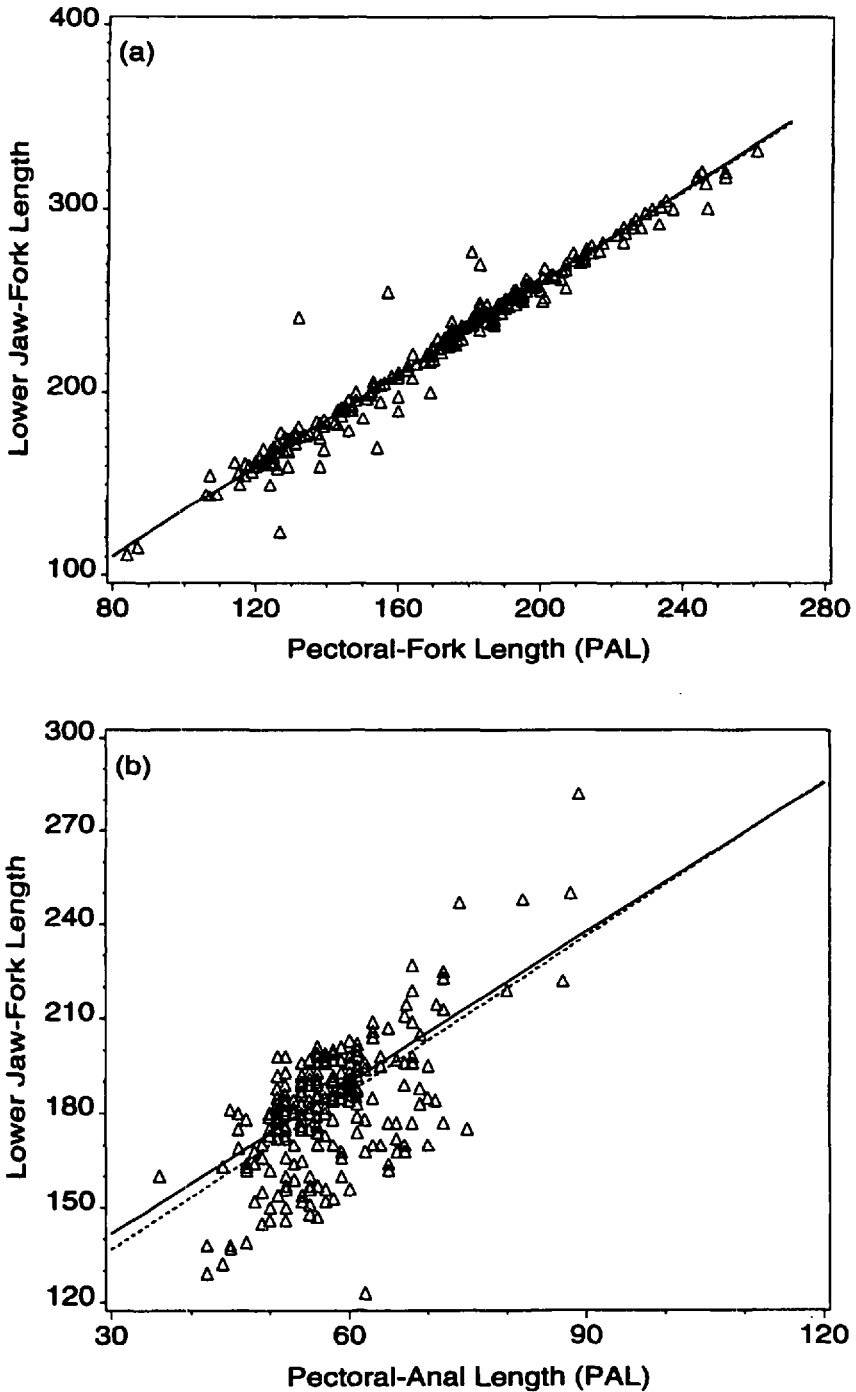 400
(a)
300
200
100
Lower Jaw-Fork Length
80 120 160 200 240 280
Pectoral-Fork Length (PAL)
300
(b)
270
240
210
180
150
120
Lower Jaw-Fork Length
30 60 90 120
Pectoral-Anal Length (PAL)